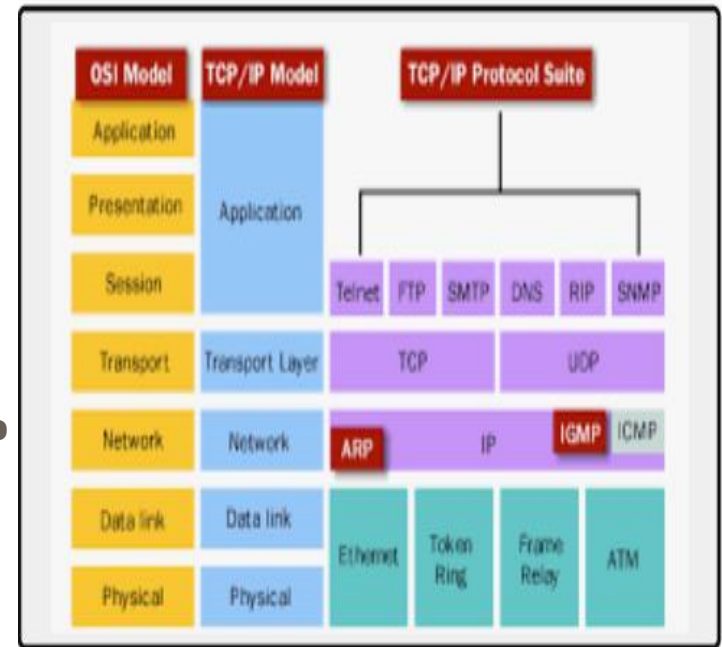 OSI Model TCP/IP Model TCP/IP Protocol Suite
Application
Presentation
Session
Application
Telnet FTP SMTP DNS RIP SNMP
Transport Transport Layer TCP UDP
Network Network ARP IP IGMP ICMP
Data link Data link
Physical Physical
Ethernet Token
Ring Frame
Relay ATM